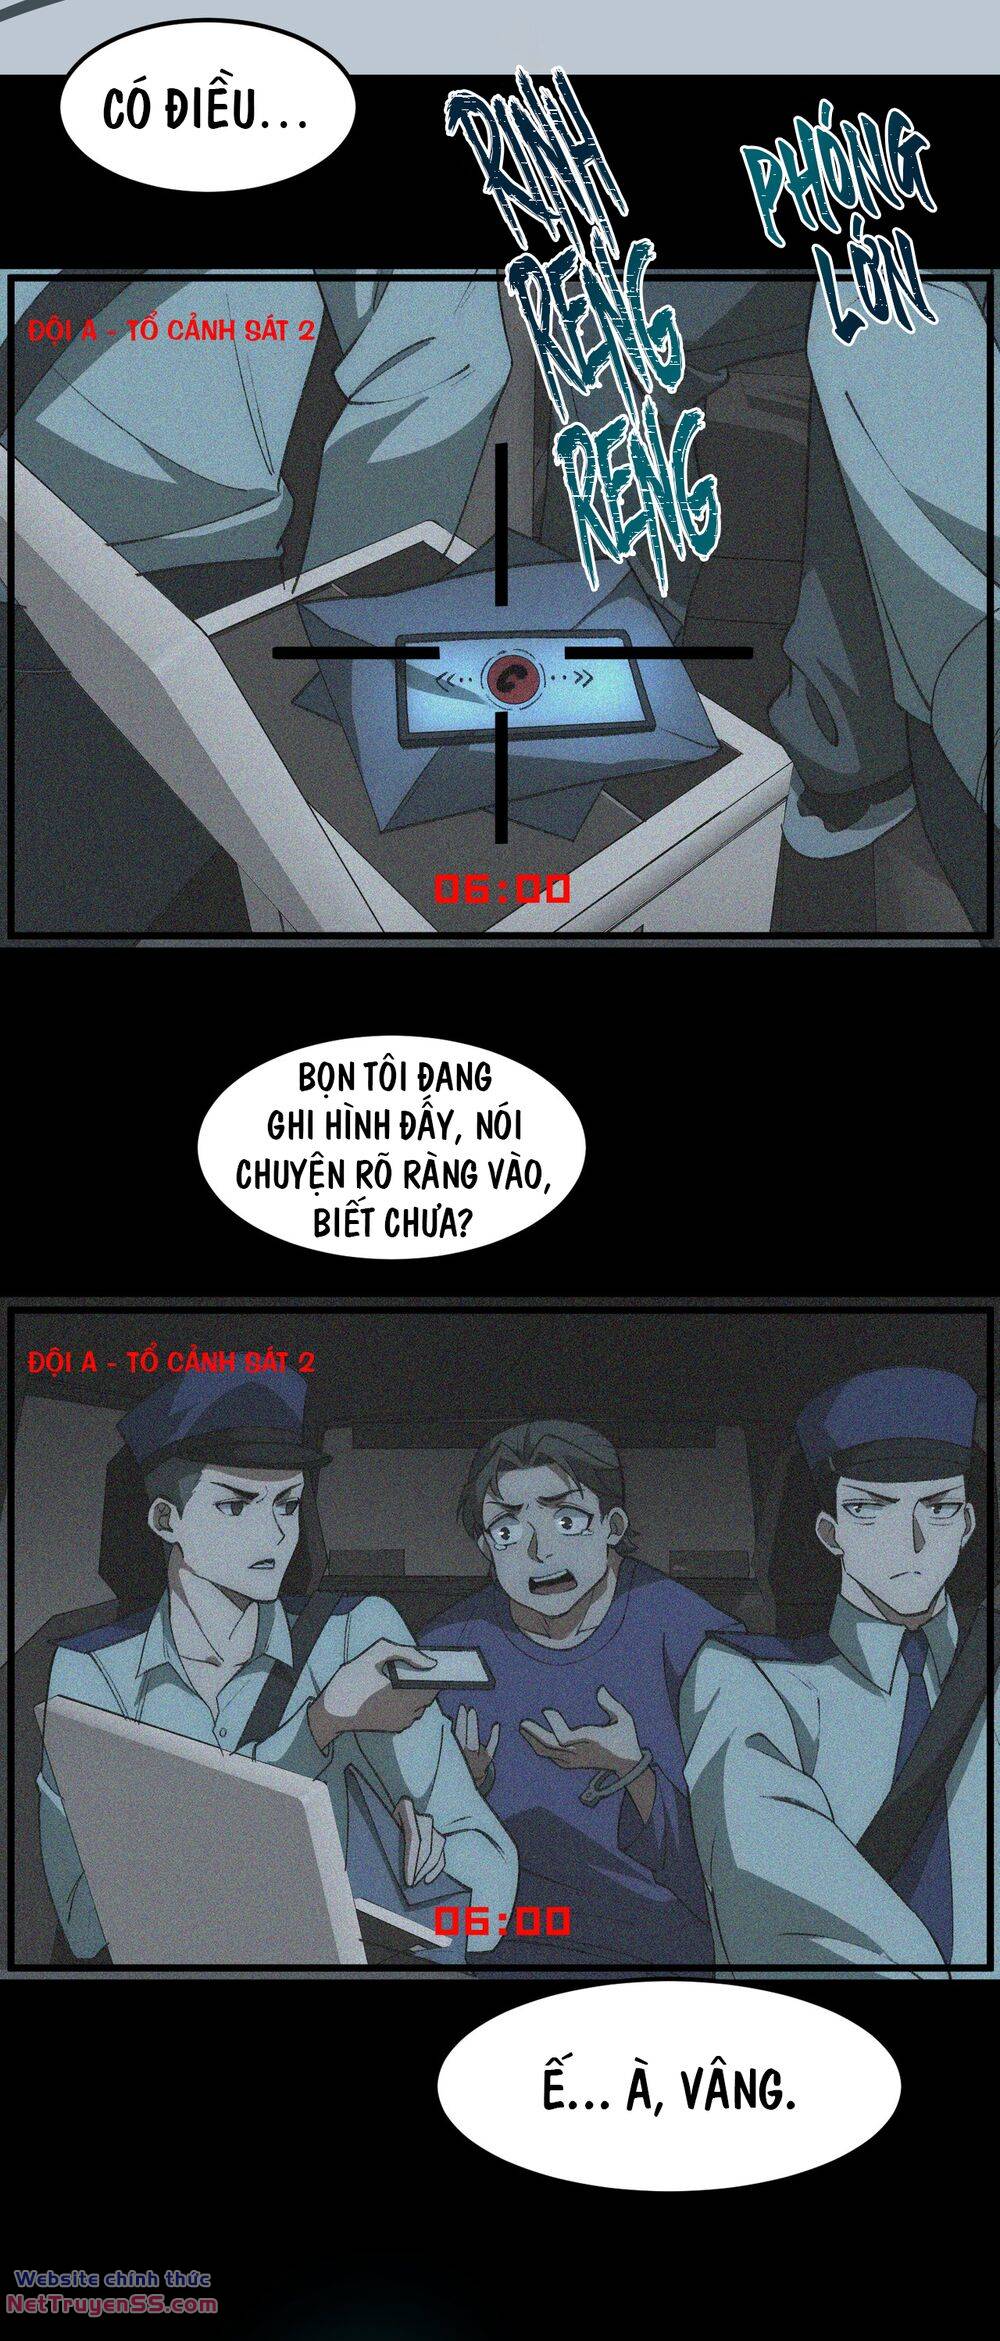 CÓ ĐIỀU...
RINH
RENG
RENG
PHÓNG
LỚN
ĐỘI A - TỔ CẢNH SÁT 2
06:00
BỌN TÔI ĐANG
GHI HÌNH ĐẤY, NÓI
CHUYỆN RÕ RÀNG VÀO,
BIẾT CHƯA?
ĐỘI A - TỔ CẢNH SÁT 2
06:00
Ế... À, VÂNG.
Website chính thức
NetTruyenSS.com